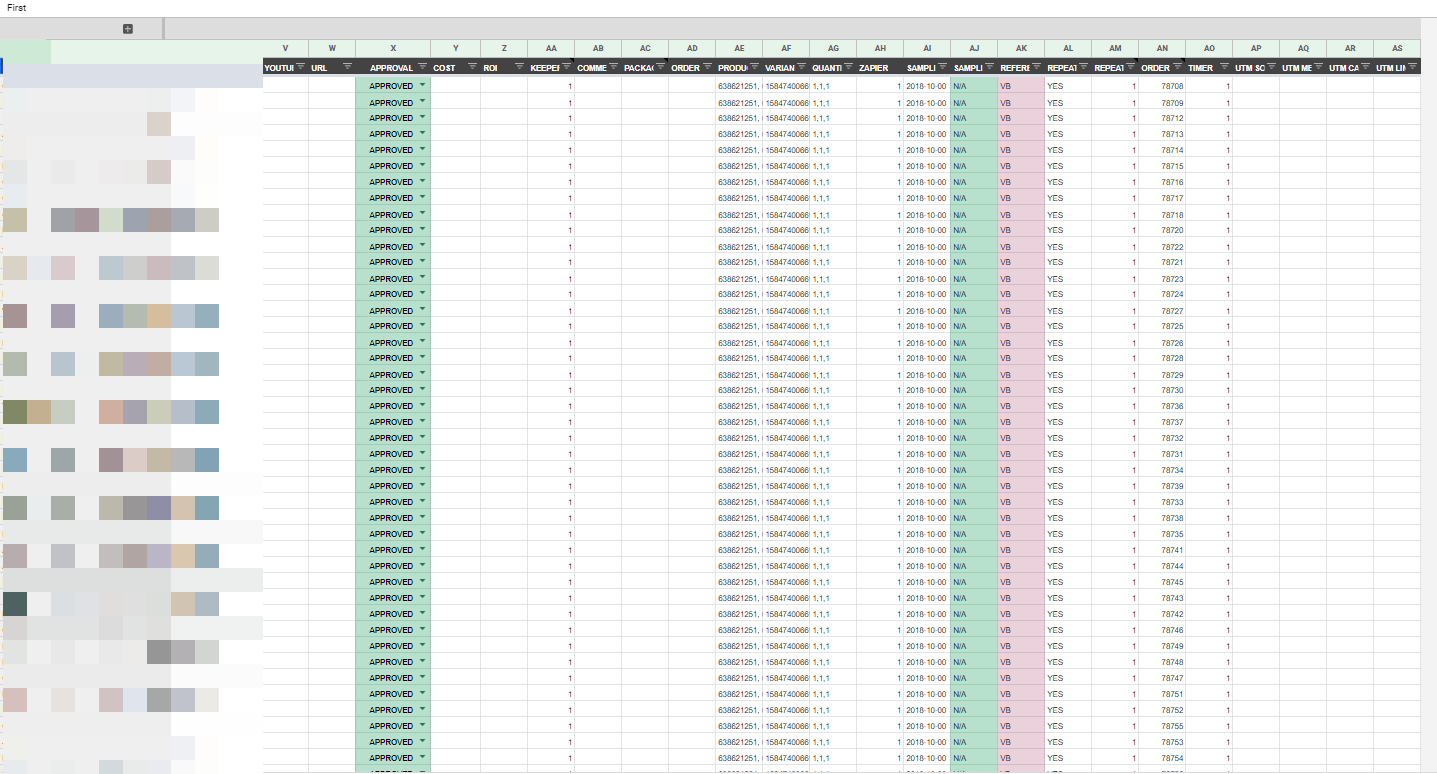 First
V W X Y Z AA AB AC AD AE AF AG AH AI AJ AK AL AM AN AO AP AQ AR AS
YOUTUI URL APPROVAL COST ROI KEEPEF COMME PACKA ORDER PRODU VARIAN QUANTI ZAPIER SAMPLI SAMPLI REFERE REPEAT REPEAT ORDER TIMER UTM SC UTM ME UTM CA UTM LII
APPROVED 1 638621251, 1584740066 1,1,1 1 2018-10-00 N/A VB YES 1 78708 1
APPROVED 1 638621251, 1584740066 1,1,1 1 2018-10-00 N/A VB YES 1 78709 1
APPROVED 1 638621251, 1584740066 1,1,1 1 2018-10-00 N/A VB YES 1 78712 1
APPROVED 1 638621251, 1584740066 1,1,1 1 2018-10-00 N/A VB YES 1 78713 1
APPROVED 1 638621251, 1584740066 1,1,1 1 2018-10-00 N/A VB YES 1 78714 1
APPROVED 1 638621251, 1584740066 1,1,1 1 2018-10-00 N/A VB YES 1 78715 1
APPROVED 1 638621251, 1584740066 1,1,1 1 2018-10-00 N/A VB YES 1 78716 1
APPROVED 1 638621251, 1584740066 1,1,1 1 2018-10-00 N/A VB YES 1 78717 1
APPROVED 1 638621251, 1584740066 1,1,1 1 2018-10-00 N/A VB YES 1 78718 1
APPROVED 1 638621251, 1584740066 1,1,1 1 2018-10-00 N/A VB YES 1 78720 1
APPROVED 1 638621251, 1584740066 1,1,1 1 2018-10-00 N/A VB YES 1 78722 1
APPROVED 1 638621251, 1584740066 1,1,1 1 2018-10-00 N/A VB YES 1 78721 1
APPROVED 1 638621251, 1584740066 1,1,1 1 2018-10-00 N/A VB YES 1 78723 1
APPROVED 1 638621251, 1584740066 1,1,1 1 2018-10-00 N/A VB YES 1 78724 1
APPROVED 1 638621251, 1584740066 1,1,1 1 2018-10-00 N/A VB YES 1 78727 1
APPROVED 1 638621251, 1584740066 1,1,1 1 2018-10-00 N/A VB YES 1 78725 1
APPROVED 1 638621251, 1584740066 1,1,1 1 2018-10-00 N/A VB YES 1 78726 1
APPROVED 1 638621251, 1584740066 1,1,1 1 2018-10-00 N/A VB YES 1 78728 1
APPROVED 1 638621251, 1584740066 1,1,1 1 2018-10-00 N/A VB YES 1 78729 1
APPROVED 1 638621251, 1584740066 1,1,1 1 2018-10-00 N/A VB YES 1 78730 1
APPROVED 1 638621251, 1584740066 1,1,1 1 2018-10-00 N/A VB YES 1 78736 1
APPROVED 1 638621251, 1584740066 1,1,1 1 2018-10-00 N/A VB YES 1 78737 1
APPROVED 1 638621251, 1584740066 1,1,1 1 2018-10-00 N/A VB YES 1 78732 1
APPROVED 1 638621251, 1584740066 1,1,1 1 2018-10-00 N/A VB YES 1 78731 1
APPROVED 1 638621251, 1584740066 1,1,1 1 2018-10-00 N/A VB YES 1 78734 1
APPROVED 1 638621251, 1584740066 1,1,1 1 2018-10-00 N/A VB YES 1 78739 1
APPROVED 1 638621251, 1584740066 1,1,1 1 2018-10-00 N/A VB YES 1 78733 1
APPROVED 1 638621251, 1584740066 1,1,1 1 2018-10-00 N/A VB YES 1 78738 1
APPROVED 1 638621251, 1584740066 1,1,1 1 2018-10-00 N/A VB YES 1 78735 1
APPROVED 1 638621251, 1584740066 1,1,1 1 2018-10-00 N/A VB YES 1 78741 1
APPROVED 1 638621251, 1584740066 1,1,1 1 2018-10-00 N/A VB YES 1 78744 1
APPROVED 1 638621251, 1584740066 1,1,1 1 2018-10-00 N/A VB YES 1 78745 1
APPROVED 1 638621251, 1584740066 1,1,1 1 2018-10-00 N/A VB YES 1 78743 1
APPROVED 1 638621251, 1584740066 1,1,1 1 2018-10-00 N/A VB YES 1 78742 1
APPROVED 1 638621251, 1584740066 1,1,1 1 2018-10-00 N/A VB YES 1 78746 1
APPROVED 1 638621251, 1584740066 1,1,1 1 2018-10-00 N/A VB YES 1 78749 1
APPROVED 1 638621251, 1584740066 1,1,1 1 2018-10-00 N/A VB YES 1 78748 1
APPROVED 1 638621251, 1584740066 1,1,1 1 2018-10-00 N/A VB YES 1 78747 1
APPROVED 1 638621251, 1584740066 1,1,1 1 2018-10-00 N/A VB YES 1 78751 1
APPROVED 1 638621251, 1584740066 1,1,1 1 2018-10-00 N/A VB YES 1 78752 1
APPROVED 1 638621251, 1584740066 1,1,1 1 2018-10-00 N/A VB YES 1 78755 1
APPROVED 1 638621251, 1584740066 1,1,1 1 2018-10-00 N/A VB YES 1 78753 1
APPROVED 1 638621251, 1584740066 1,1,1 1 2018-10-00 N/A VB YES 1 78754 1